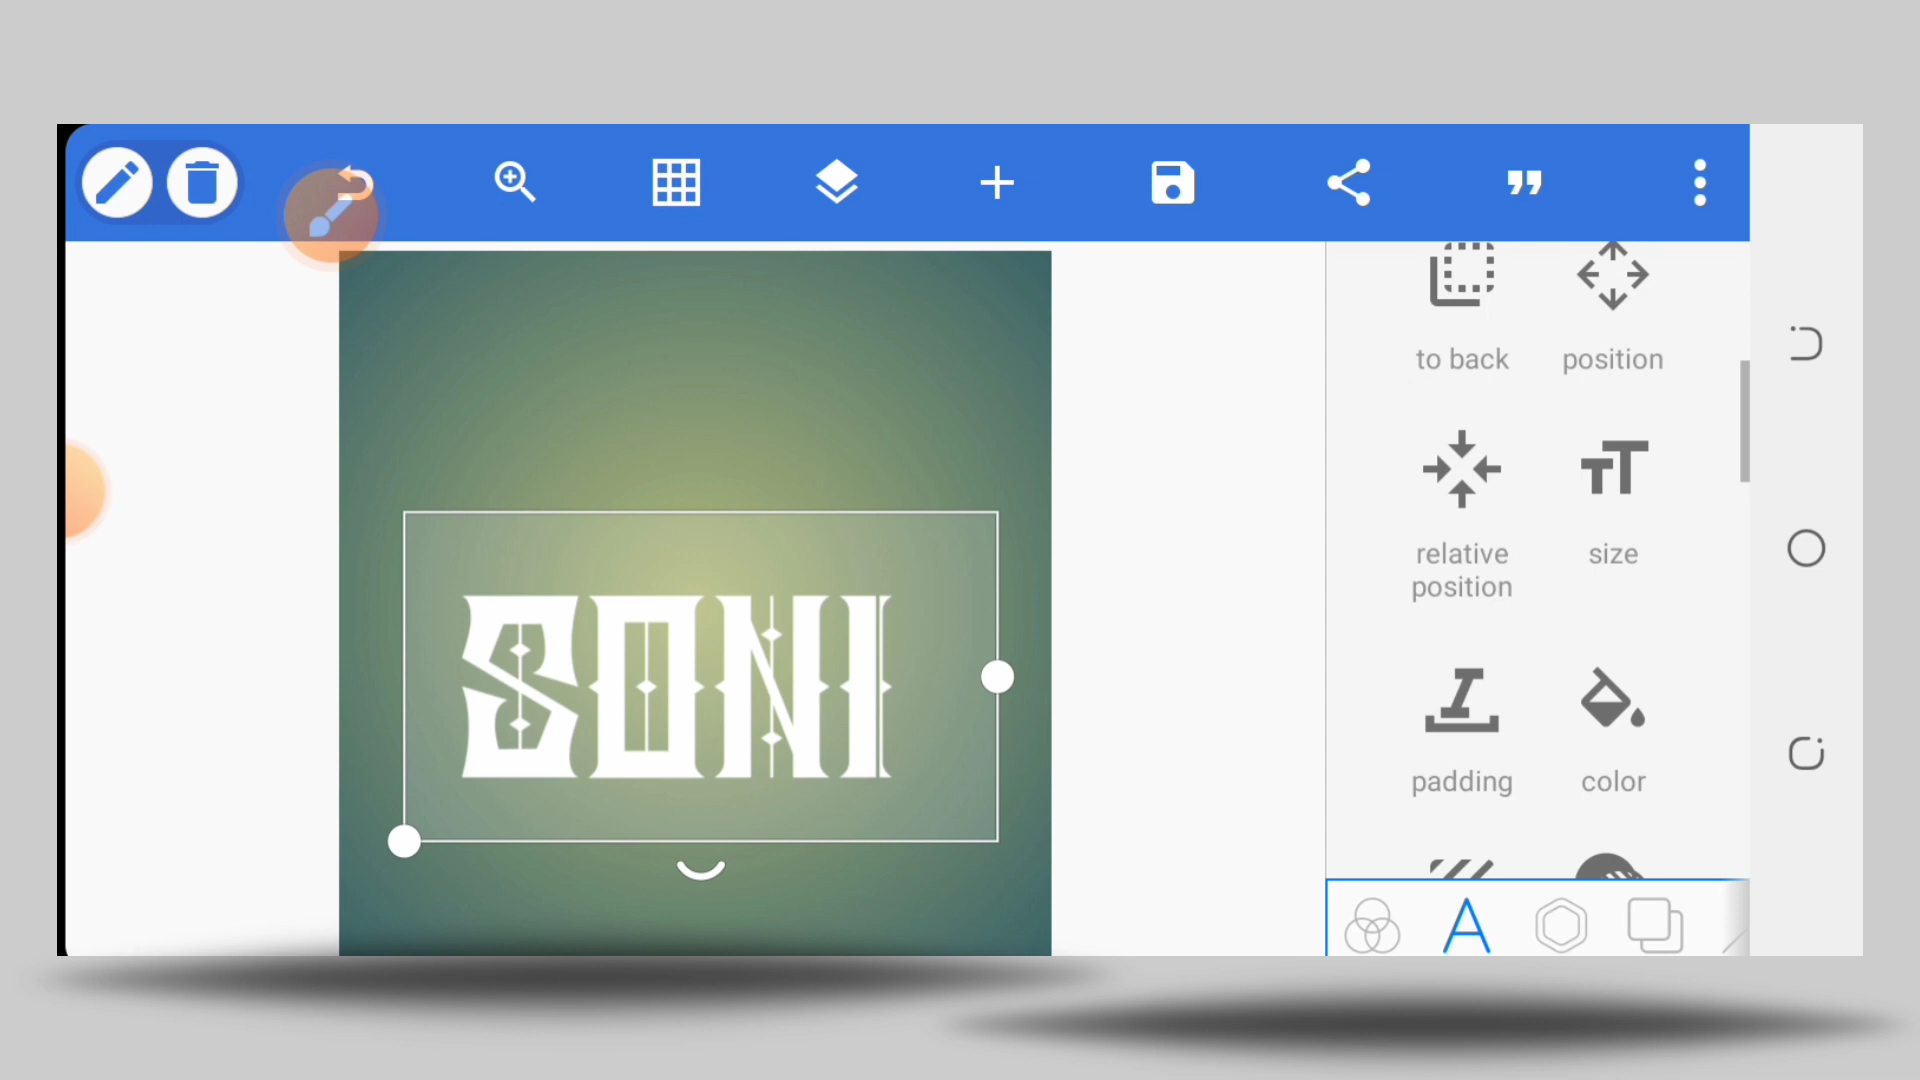 to back
position
SONI
relative
position
size
padding
color